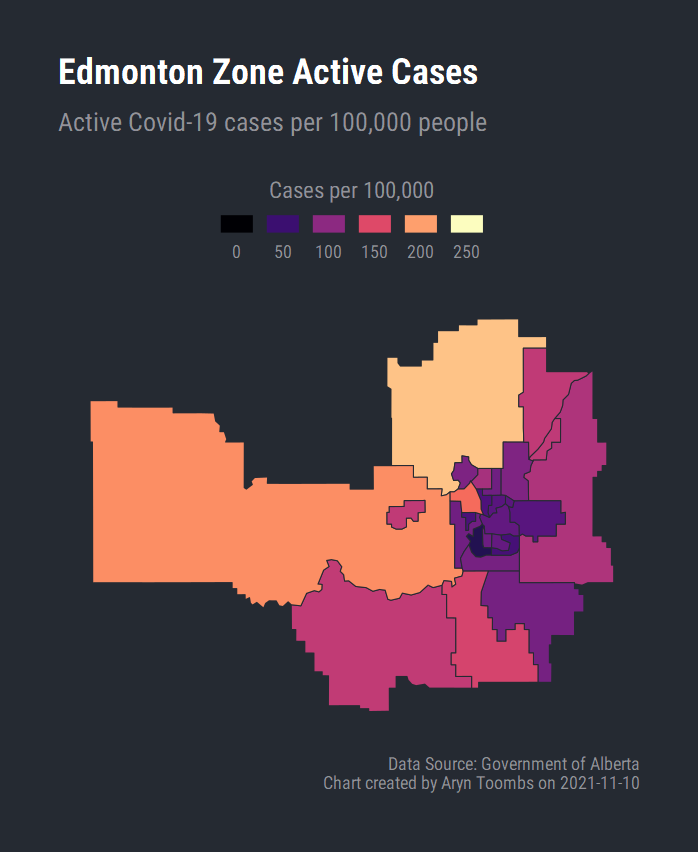 Edmonton Zone Active Cases
Active Covid-19 cases per 100,000 people
Cases per 100,000
0 50 100 150 200 250
Data Source: Government of Alberta
Chart created by Aryn Toombs on 2021-11-10